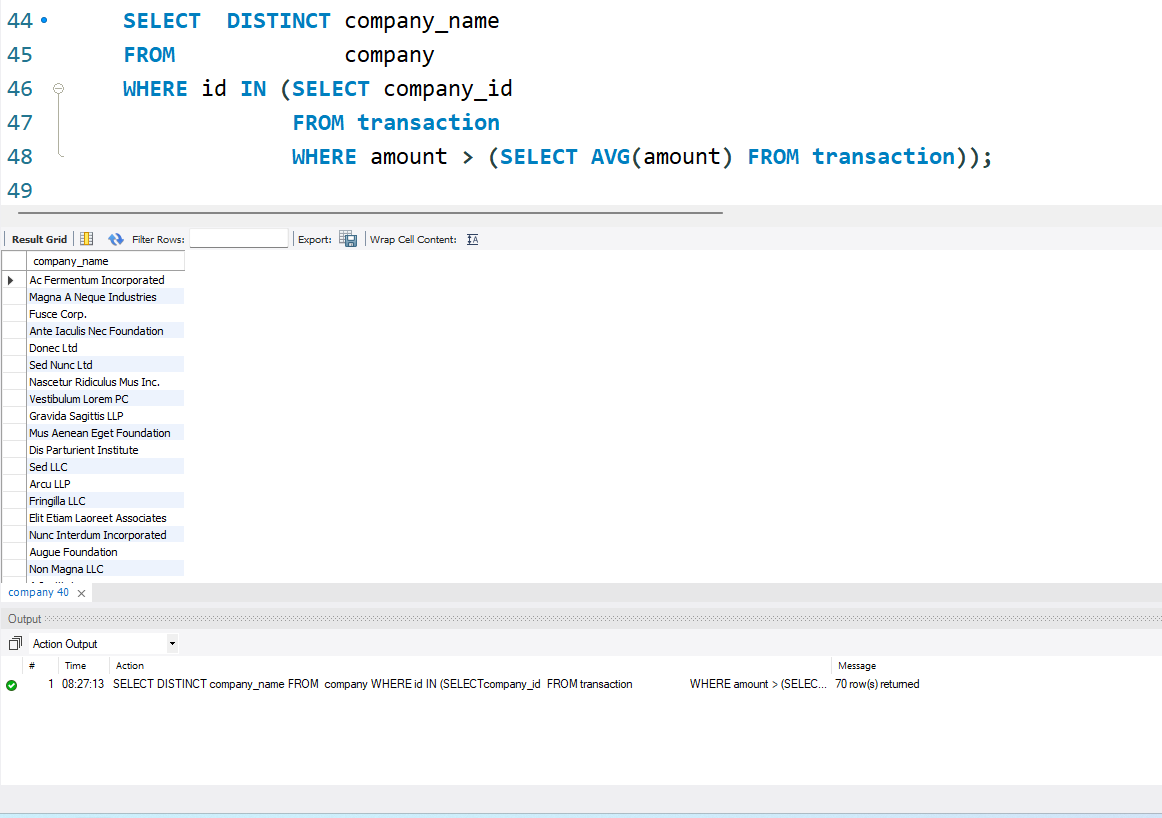 44 SELECT DISTINCT company_name
45 FROM company
46 WHERE id IN (SELECT company_id
47 FROM transaction
48 WHERE amount > (SELECT AVG(amount) FROM transaction));
49
Result Grid Filter Rows: Export: Wrap Cell Content: IA
company_name
Ac Fermentum Incorporated
Magna A Neque Industries
Fusce Corp.
Ante Iaculis Nec Foundation
Donec Ltd
Sed Nunc Ltd
Nascetur Ridiculus Mus Inc.
Vestibulum Lorem PC
Gravida Sagittis LLP
Mus Aenean Eget Foundation
Dis Parturient Institute
Sed LLC
Arcu LLP
Fringilla LLC
Elit Etiam Laoreet Associates
Nunc Interdum Incorporated
Augue Foundation
Non Magna LLC
company 40
Output
Action Output
# Time Action Message
1 08:27:13 SELECT DISTINCT company_name FROM company WHERE id IN (SELECTcompany_id FROM transaction WHERE amount > (SELEC... 70 row(s) returned